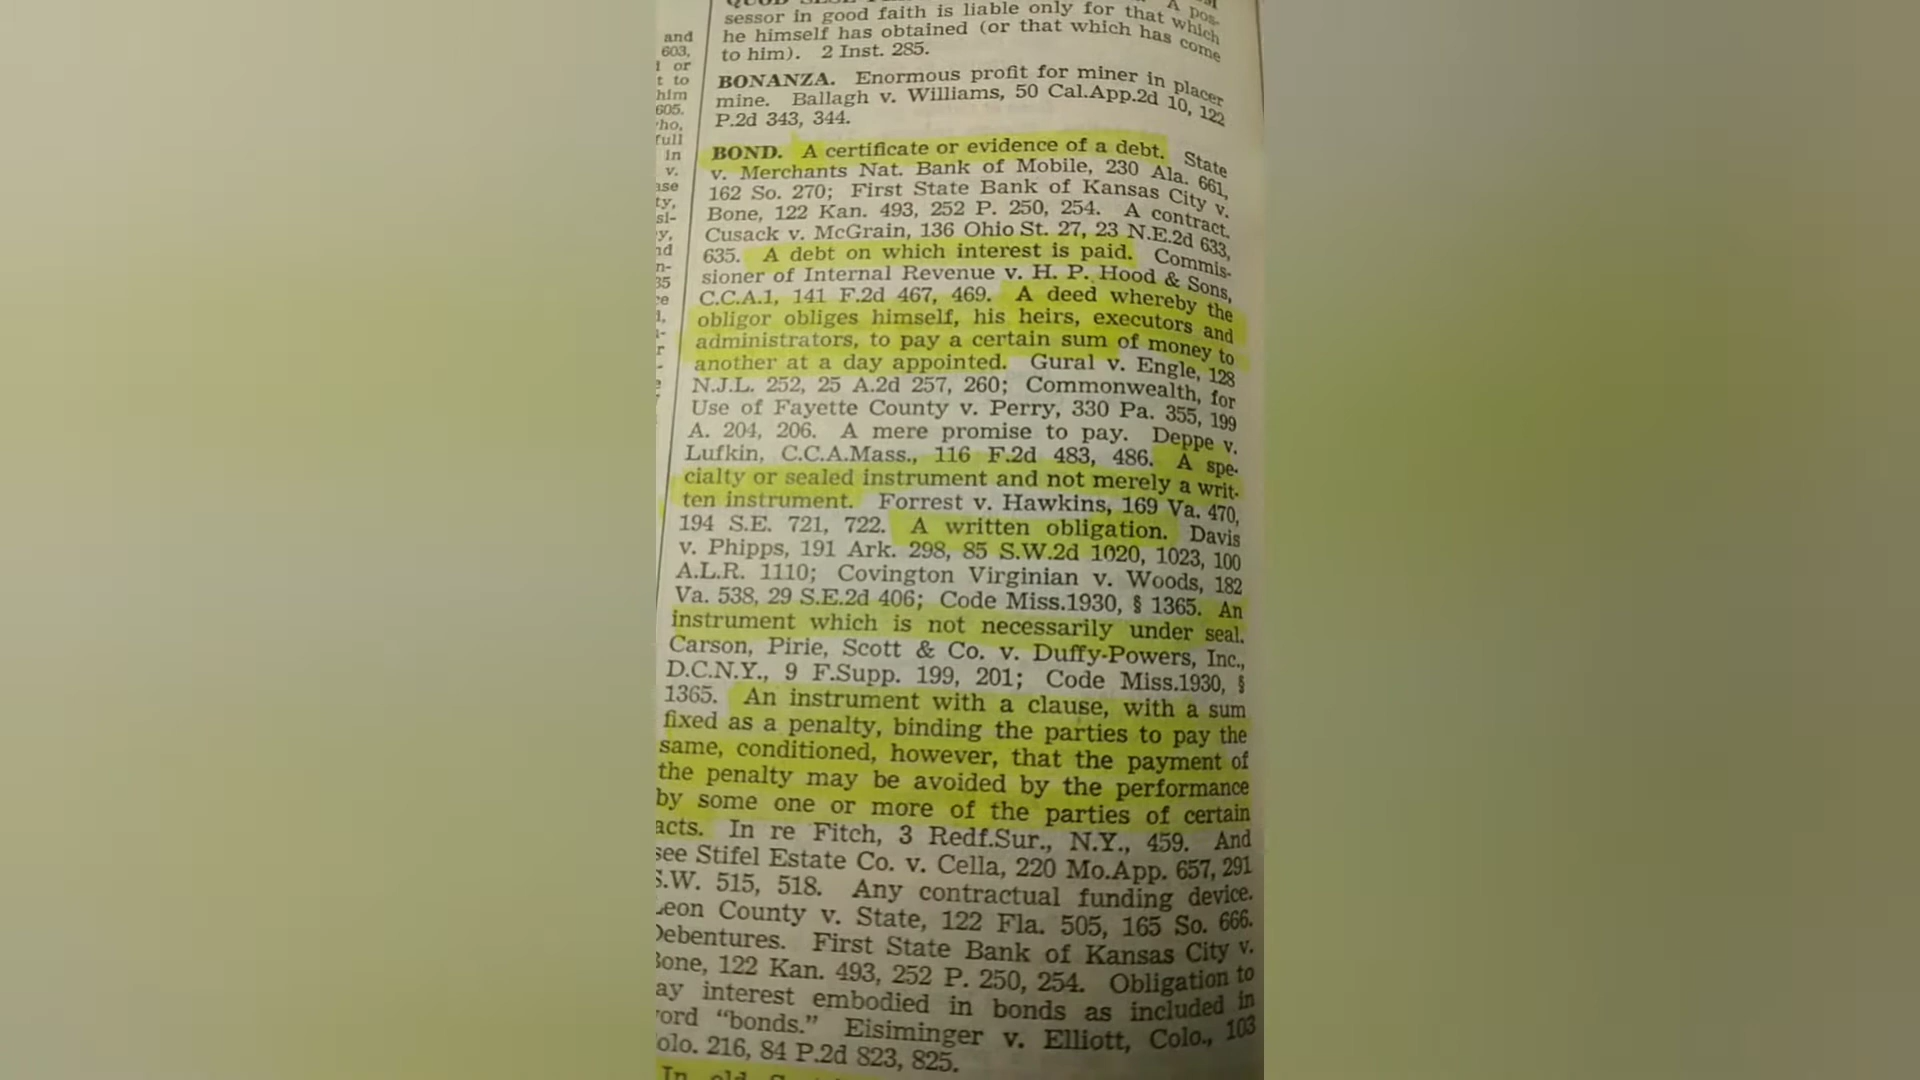 and
603,
d or
t to
him
605.
who,
full
in
v.
ty,
y,
n-
sessor in good faith is liable only for that which
he himself has obtained (or that which has come
to him). 2 Inst. 285.
BONANZA. Enormous profit for miner in placer
mine. Ballagh v. Williams, 50 Cal.App.2d 10, 122
P.2d 343, 344.
BOND. A certificate or evidence of a debt. State
v. Merchants Nat. Bank of Mobile, 230 Ala. 661,
162 So. 270; First State Bank of Kansas City v.
Bone, 122 Kan. 493, 252 P. 250, 254. A contract.
Cusack v. McGrain, 136 Ohio St. 27, 23 N.E.2d 633,
635. A debt on which interest is paid. Commis-
sioner of Internal Revenue v. H. P. Hood & Sons,
C.C.A.1, 141 F.2d 467, 469. A deed whereby the
obligor obliges himself, his heirs, executors and
administrators, to pay a certain sum of money to
another at a day appointed. Gural v. Engle, 128
N.J.L. 252, 25 A.2d 257, 260; Commonwealth, for
Use of Fayette County v. Perry, 330 Pa. 355, 199
A. 204, 206. A mere promise to pay. Deppe v.
Lufkin, C.C.A.Mass., 116 F.2d 483, 486. A spe-
cialty or sealed instrument and not merely a writ-
ten instrument. Forrest v. Hawkins, 169 Va. 470,
194 S.E. 721, 722. A written obligation. Davis
v. Phipps, 191 Ark. 298, 85 S.W.2d 1020, 1023, 100
A.L.R. 1110; Covington Virginian v. Woods, 182
Va. 538, 29 S.E.2d 406; Code Miss.1930, § 1365. An
instrument which is not necessarily under seal.
Carson, Pirie, Scott & Co. v. Duffy-Powers, Inc.,
D.C.N.Y., 9 F.Supp. 199, 201; Code Miss.1930, §
1365. An instrument with a clause, with a sum
fixed as a penalty, binding the parties to pay the
same, conditioned, however, that the payment of
the penalty may be avoided by the performance
by some one or more of the parties of certain
acts. In re Fitch, 3 Redf.Sur., N.Y., 459. And
see Stifel Estate Co. v. Cella, 220 Mo.App. 657, 291
S.W. 515, 518. Any contractual funding device.
Leon County v. State, 122 Fla. 505, 165 So. 666.
Debentures. First State Bank of Kansas City v.
Bone, 122 Kan. 493, 252 P. 250, 254. Obligation to
ay interest embodied in bonds as included in
ord "bonds." Eisiminger v. Elliott, Colo., 103
olo. 216, 84 P.2d 823, 825.
In old